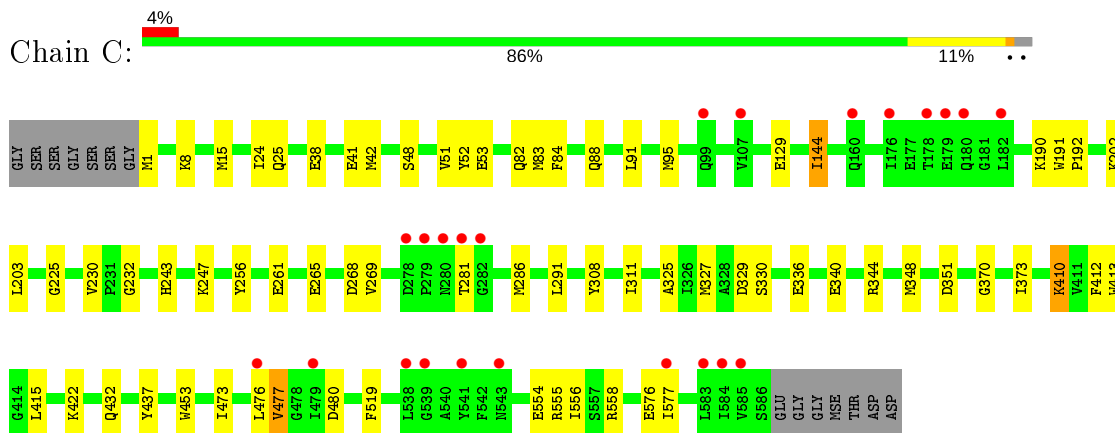 4%
Chain C:
86% 11% • •
GLY SER SER GLY SER SER GLY M1 K8 M15 I24 Q25 E38 E41 M42 S48 V51 Y52 E53 Q82 M83 F84 Q88 L91 M95 Q99 V107 E129 I144 Q160 I176 E177 T178 E179 Q180 G181 L182 K190 W191 P192 K202
L203 G225 V230 P231 G232 H243 K247 Y256 E261 E265 D268 V269 D278 P279 N280 T281 G282 M286 L291 Y308 I311 A325 I326 M327 A328 D329 S330 E336 E340 R344 M348 D351 G370 I373 K410 V411 F412 W413
G414 L415 K422 Q432 Y437 W453 I473 L476 V477 G478 I479 D480 F519 L538 G539 A540 Y541 F542 N543 E554 R555 I556 S557 R558 E576 I577 L583 I584 V585 S586 GLU GLY GLY MSE THR ASP ASP